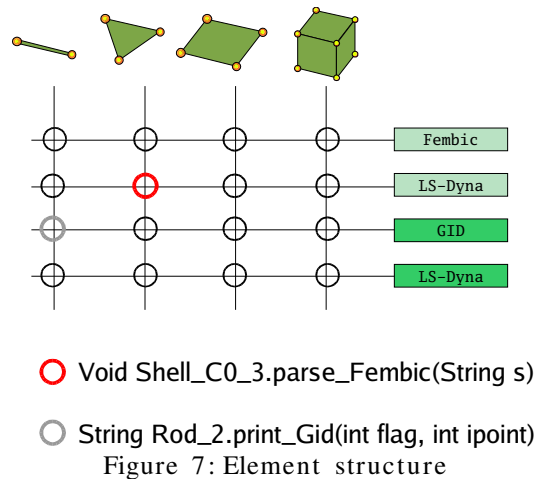 Fembic
LS-Dyna
GID
LS-Dyna
Void Shell_C0_3.parse_Fembic(String s)
String Rod_2.print_Gid(int flag, int ipoint)
Figure 7: Element structure